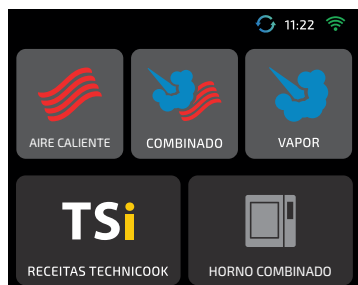 11:22
AIRE CALIENTE COMBINADO VAPOR
TSi
RECEITAS TECHNICOOK HORNO COMBINADO